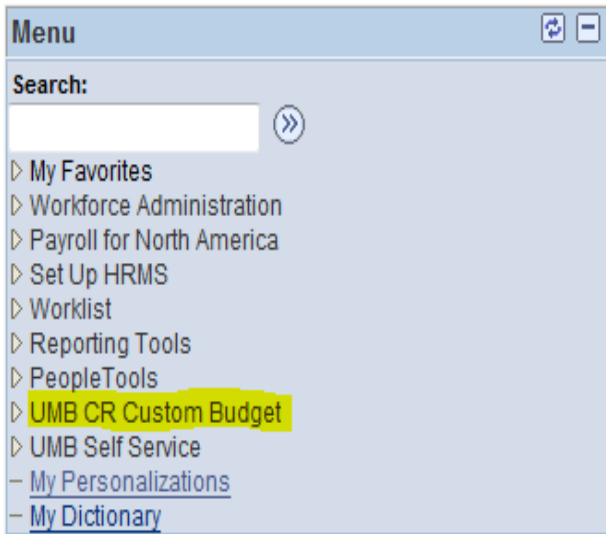 Menu
Search:
My Favorites
Workforce Administration
Payroll for North America
Set Up HRMS
Worklist
Reporting Tools
PeopleTools
UMB CR Custom Budget
UMB Self Service
My Personalizations
My Dictionary